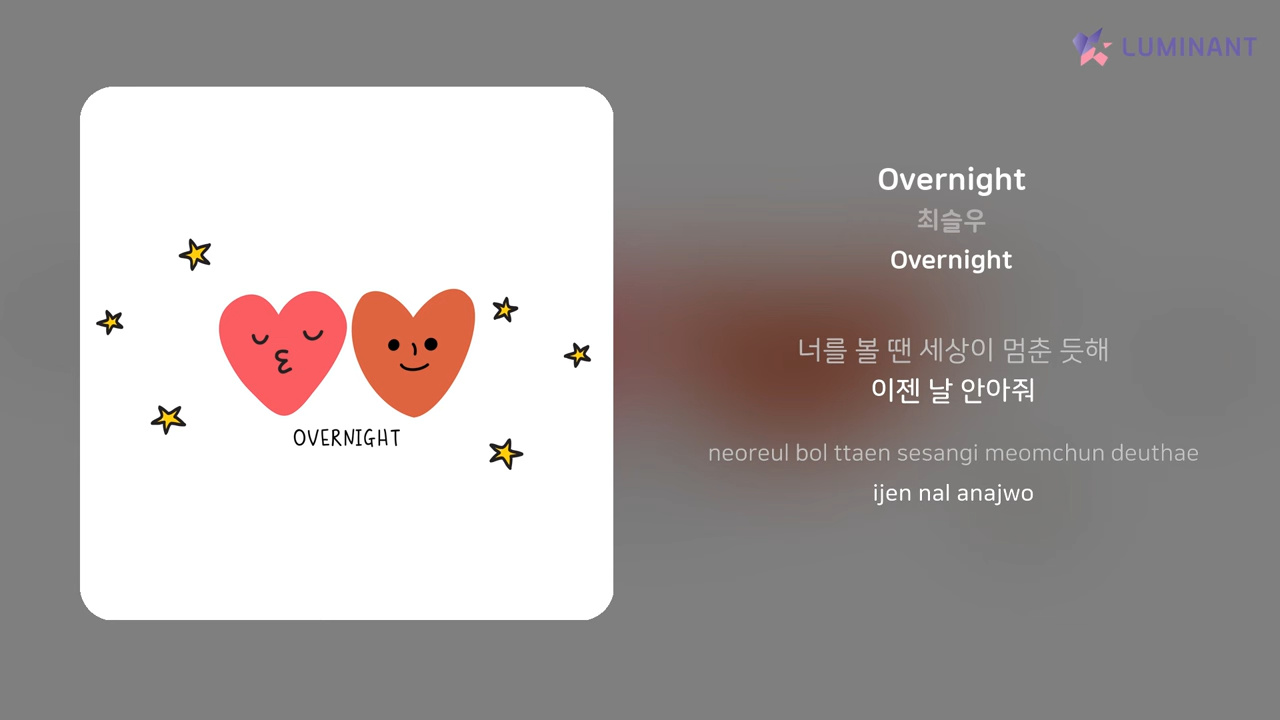 LUMINANT
OVERNIGHT
Overnight
최슬우
Overnight
너를 볼 땐 세상이 멈춘 듯해
이젠 날 안아줘
neoreul bol ttaen sesangi meomchun deuthae
ijen nal anajwo